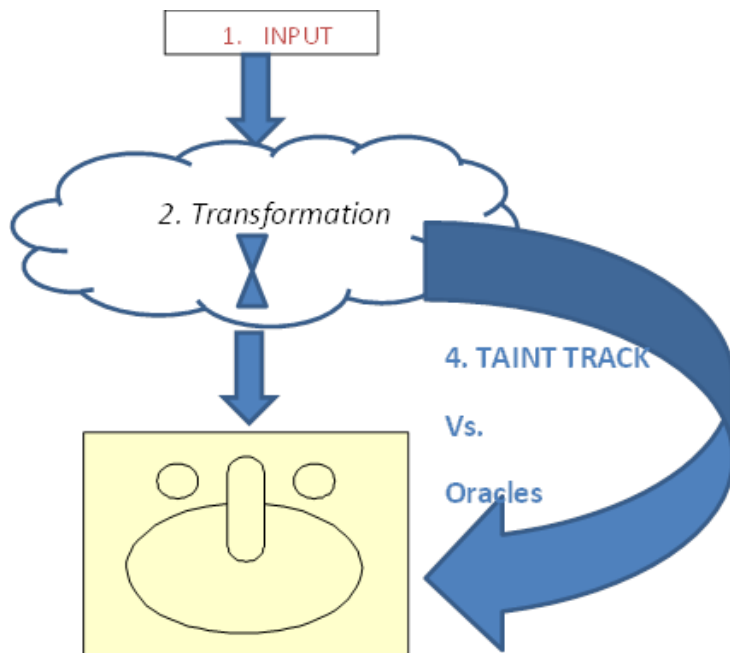 1. INPUT
2. Transformation
4. TAINT TRACK
Vs.
Oracles